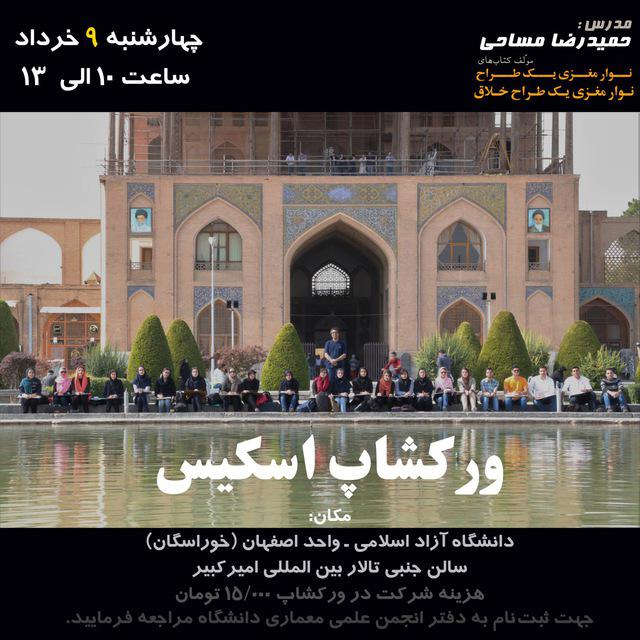 مدرس :
حمیدرضا مساحی
مولف کتاب‌های
نوار مغزی یک طراح
نوار مغزی یک طراح خلاق
چهارشنبه ۹ خرداد
ساعت ۱۰ الی ۱۳
ورکشاپ اسکیس
مکان:
دانشگاه آزاد اسلامی ـ واحد اصفهان (خوراسگان)
سالن جنبی تالار بین المللی امیرکبیر
هزینه شرکت در ورکشاپ ۱۵/۰۰۰ تومان
جهت ثبت نام به دفتر انجمن علمی معماری دانشگاه مراجعه فرمایید.